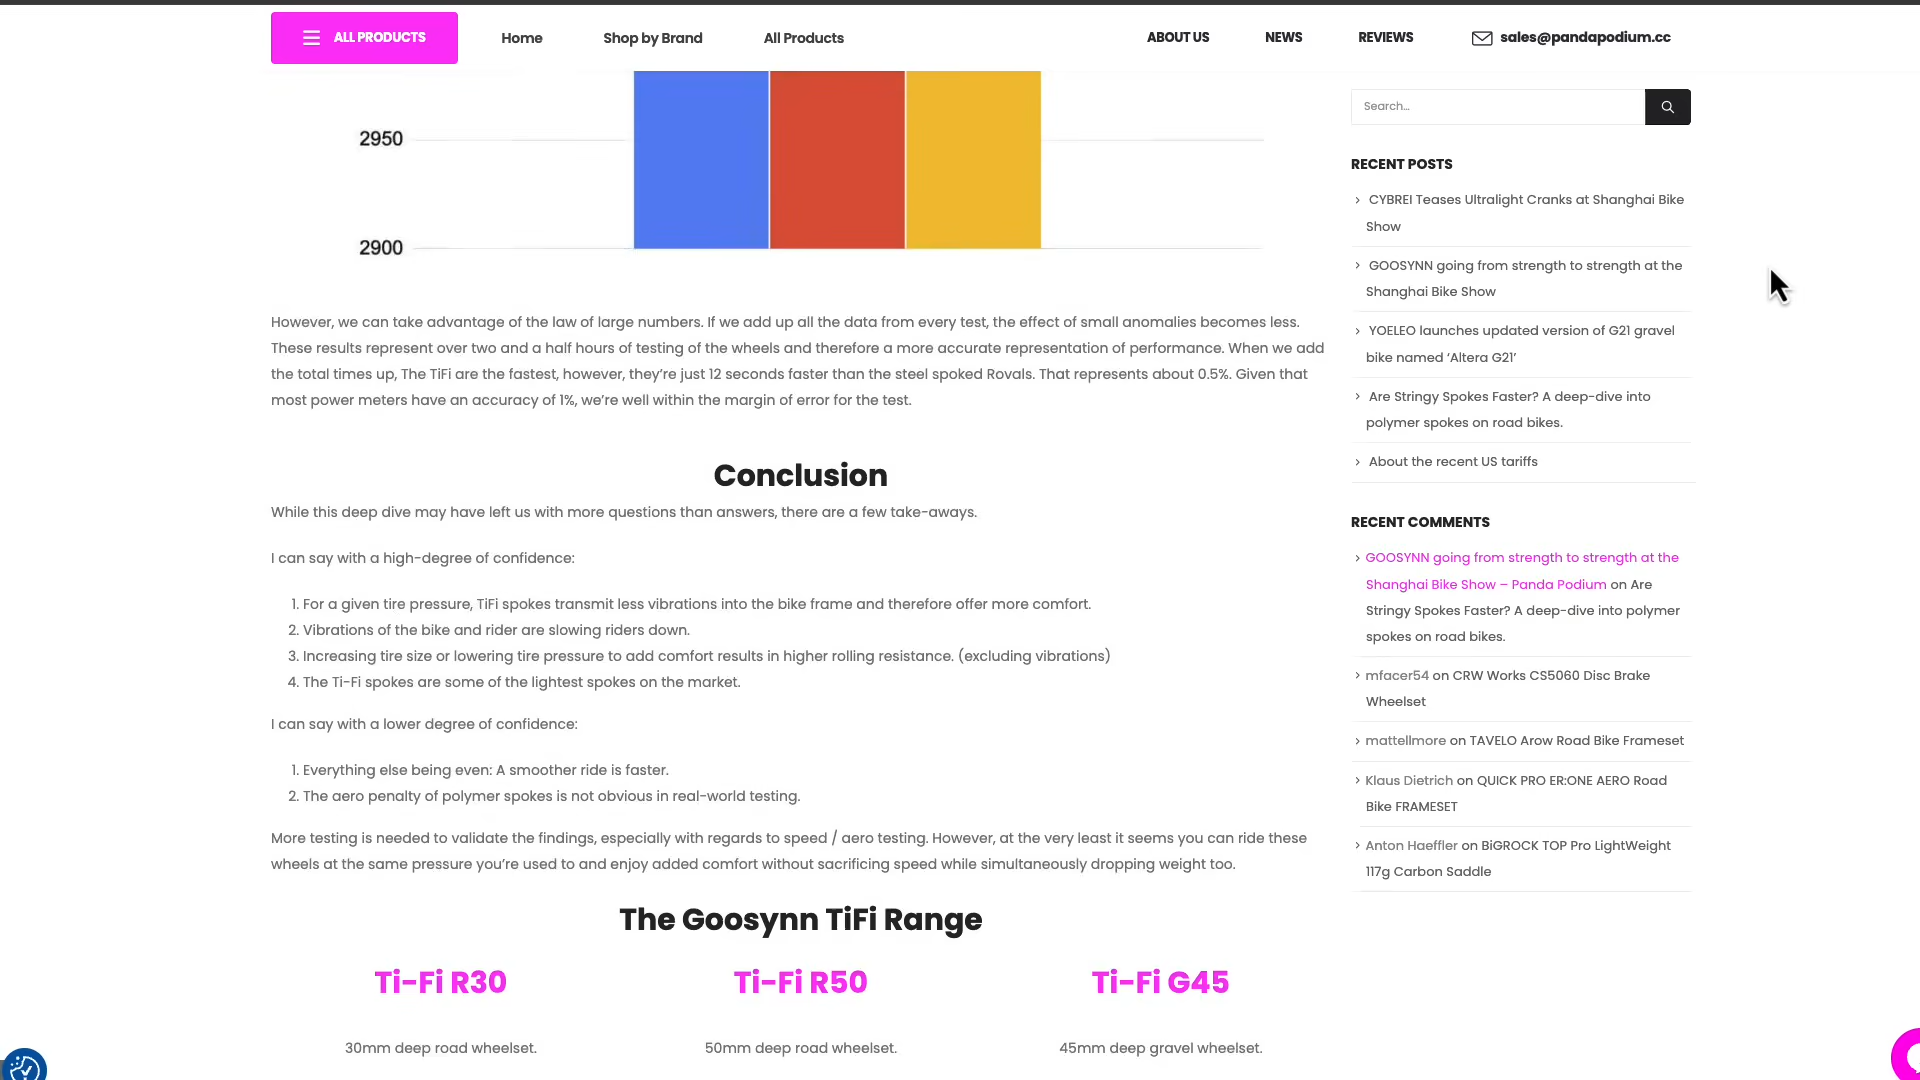 ALL PRODUCTS
Home
Shop by Brand
All Products
ABOUT US
NEWS
REVIEWS
sales@pandapodium.cc
2950
2900
However, we can take advantage of the law of large numbers. If we add up all the data from every test, the effect of small anomalies becomes less.
These results represent over two and a half hours of testing of the wheels and therefore a more accurate representation of performance. When we add
the total times up, The TiFi are the fastest, however, they’re just 12 seconds faster than the steel spoked Rovals. That represents about 0.5%. Given that
most power meters have an accuracy of 1%, we’re well within the margin of error for the test.
Conclusion
While this deep dive may have left us with more questions than answers, there are a few take-aways.
I can say with a high-degree of confidence:
1. For a given tire pressure, TiFi spokes transmit less vibrations into the bike frame and therefore offer more comfort.
2. Vibrations of the bike and rider are slowing riders down.
3. Increasing tire size or lowering tire pressure to add comfort results in higher rolling resistance. (excluding vibrations)
4. The Ti-Fi spokes are some of the lightest spokes on the market.
I can say with a lower degree of confidence:
1. Everything else being even: A smoother ride is faster.
2. The aero penalty of polymer spokes is not obvious in real-world testing.
More testing is needed to validate the findings, especially with regards to speed / aero testing. However, at the very least it seems you can ride these
wheels at the same pressure you’re used to and enjoy added comfort without sacrificing speed while simultaneously dropping weight too.
The Goosynn TiFi Range
Ti-Fi R30
Ti-Fi R50
Ti-Fi G45
30mm deep road wheelset.
50mm deep road wheelset.
45mm deep gravel wheelset.
Search...
RECENT POSTS
CYBREI Teases Ultralight Cranks at Shanghai Bike
Show
GOOSYNN going from strength to strength at the
Shanghai Bike Show
YOELEO launches updated version of G21 gravel
bike named ‘Altera G21’
Are Stringy Spokes Faster? A deep-dive into
polymer spokes on road bikes.
About the recent US tariffs
RECENT COMMENTS
GOOSYNN going from strength to strength at the
Shanghai Bike Show – Panda Podium on Are
Stringy Spokes Faster? A deep-dive into polymer
spokes on road bikes.
mfacer54 on CRW Works CS5060 Disc Brake
Wheelset
mattellmore on TAVELO Arow Road Bike Frameset
Klaus Dietrich on QUICK PRO ER:ONE AERO Road
Bike FRAMESET
Anton Haeffler on BiGROCK TOP Pro LightWeight
117g Carbon Saddle